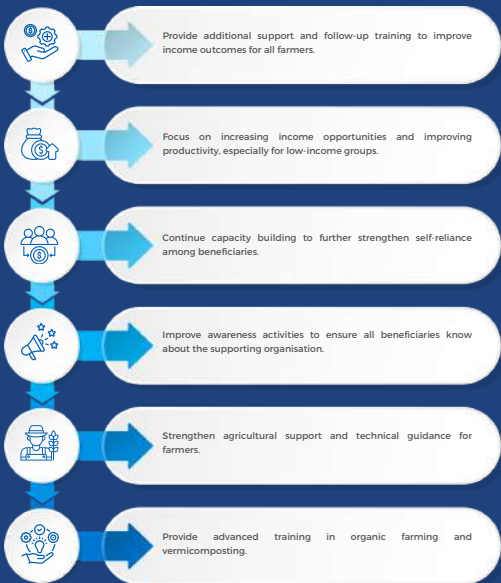 Provide additional support and follow-up training to improve
income outcomes for all farmers.
Focus on increasing income opportunities and improving
productivity, especially for low-income groups.
Continue capacity building to further strengthen self-reliance
among beneficiaries.
Improve awareness activities to ensure all beneficiaries know
about the supporting organisation.
Strengthen agricultural support and technical guidance for
farmers.
Provide advanced training in organic farming and
vermicomposting.